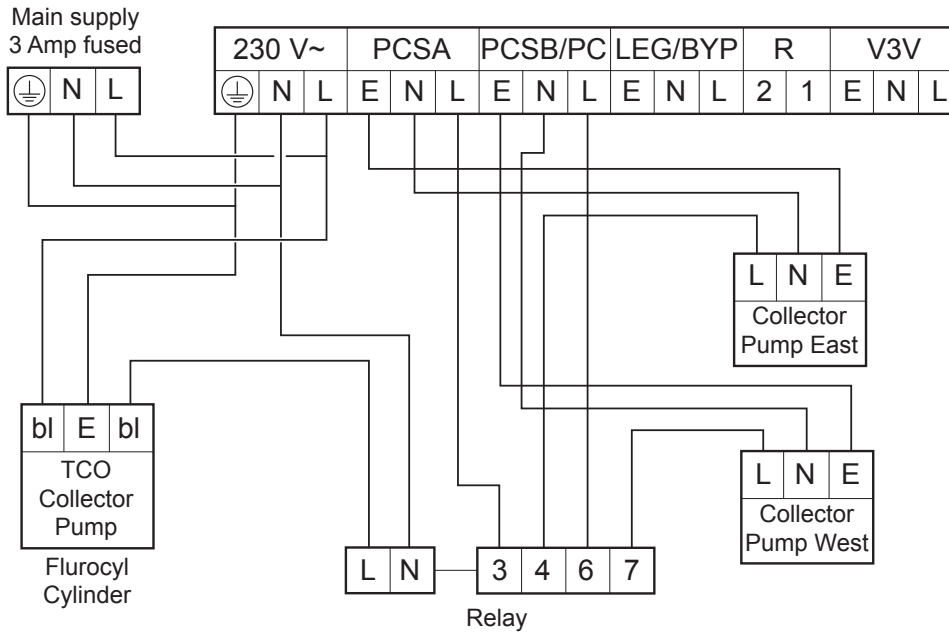 Main supply
3 Amp fused
N L
230 V~ PCSA PCSB/PC LEG/BYP R V3V
N L E N L E N L E N L 2 1 E N L
L N E
Collector
Pump East
bl E bl
TCO
Collector
Pump
Flurocyl
Cylinder
L N E
Collector
Pump West
L N 3 4 6 7
Relay